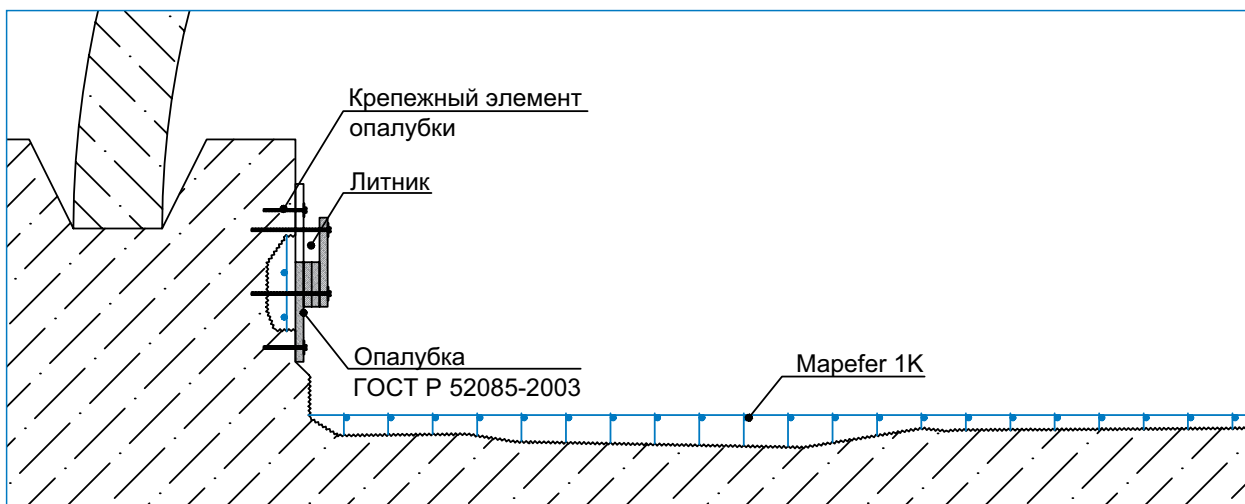 Крепежный элемент
опалубки
Литник
Опалубка
ГОСТ Р 52085-2003
Mapefer 1K